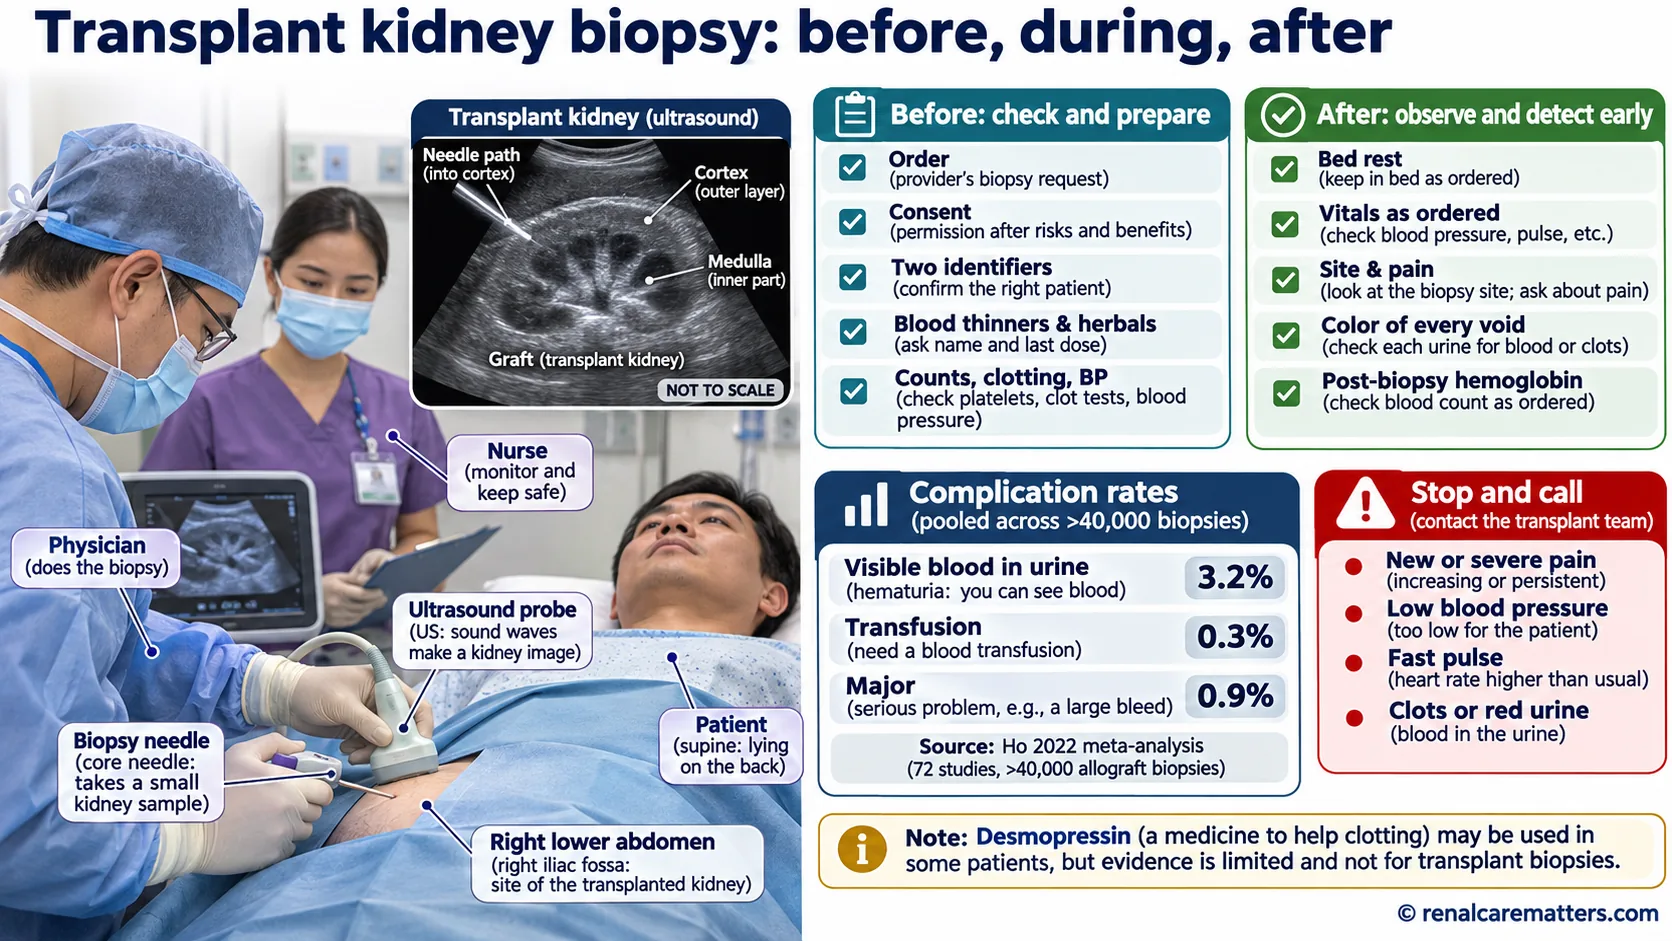 Transplant kidney biopsy: before, during, after
Transplant kidney (ultrasound)
Needle path
(into cortex)
Cortex
(outer layer)
Medulla
(inner part)
Graft (transplant kidney)
NOT TO SCALE
Nurse
(monitor and
keep safe)
Physician
(does the biopsy)
Ultrasound probe
(US: sound waves
make a kidney image)
Biopsy needle
(core needle:
takes a small
kidney sample)
Patient
(supine: lying
on the back)
Right lower abdomen
(right iliac fossa:
site of the transplanted kidney)
Before: check and prepare
Order
(provider's biopsy request)
Consent
(permission after risks and benefits)
Two identifiers
(confirm the right patient)
Blood thinners & herbals
(ask name and last dose)
Counts, clotting, BP
(check platelets, clot tests, blood
pressure)
After: observe and detect early
Bed rest
(keep in bed as ordered)
Vitals as ordered
(check blood pressure, pulse, etc.)
Site & pain
(look at the biopsy site; ask about pain)
Color of every void
(check each urine for blood or clots)
Post-biopsy hemoglobin
(check blood count as ordered)
Complication rates
(pooled across >40,000 biopsies)
Visible blood in urine
(hematuria: you can see blood)
3.2%
Transfusion
(need a blood transfusion)
0.3%
Major
(serious problem, e.g., a large bleed)
0.9%
Source: Ho 2022 meta-analysis
(72 studies, >40,000 allograft biopsies)
Stop and call
(contact the transplant team)
New or severe pain
(increasing or persistent)
Low blood pressure
(too low for the patient)
Fast pulse
(heart rate higher than usual)
Clots or red urine
(blood in the urine)
Note: Desmopressin (a medicine to help clotting) may be used in
some patients, but evidence is limited and not for transplant biopsies.
© renalcarematters.com